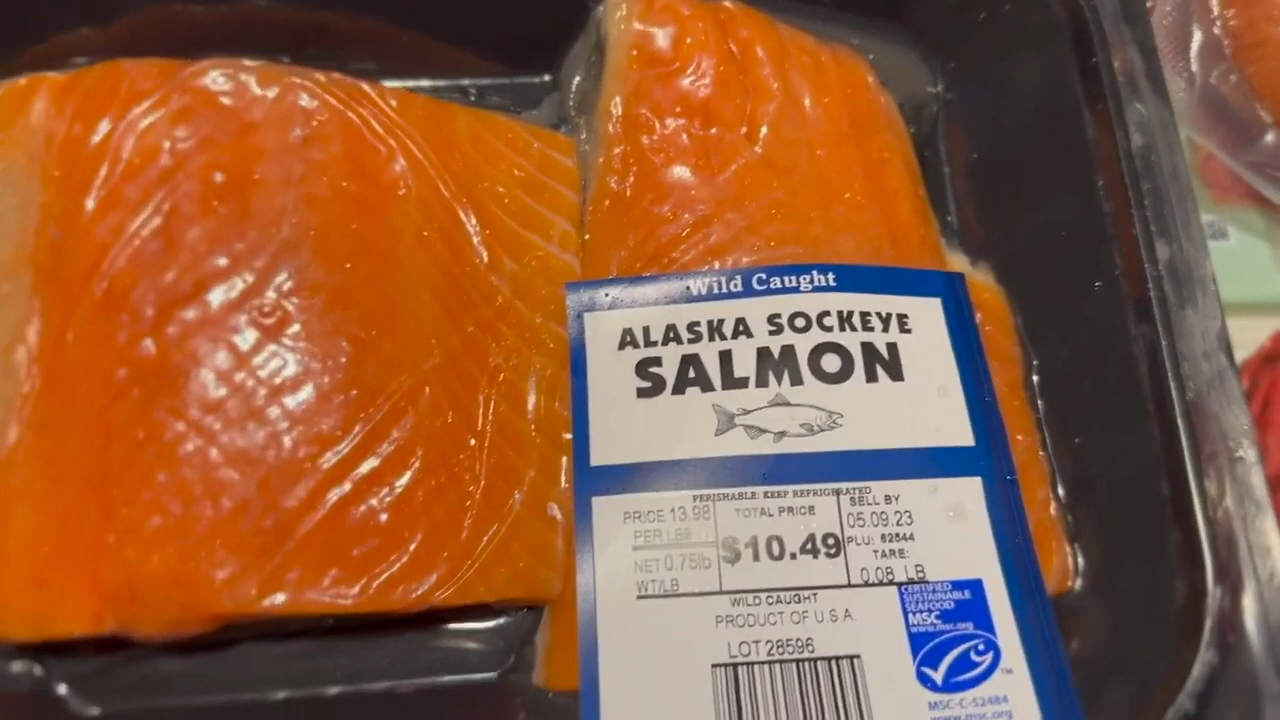 Wild Caught
ALASKA SOCKEYE
SALMON
PERISHABLE: KEEP REFRIGERATED
PRICE 13.98
PER LBS
NET 0.75lb
WT/LB
TOTAL PRICE
$10.49
SELL BY
05.09.23
PLU: 62544
TARE:
0.08 LB
WILD CAUGHT
PRODUCT OF U.S.A.
LOT 28596
CERTIFIED
SUSTAINABLE
SEAFOOD
MSC
www.msc.org
TM
MSC-C-52484
www.msc.org